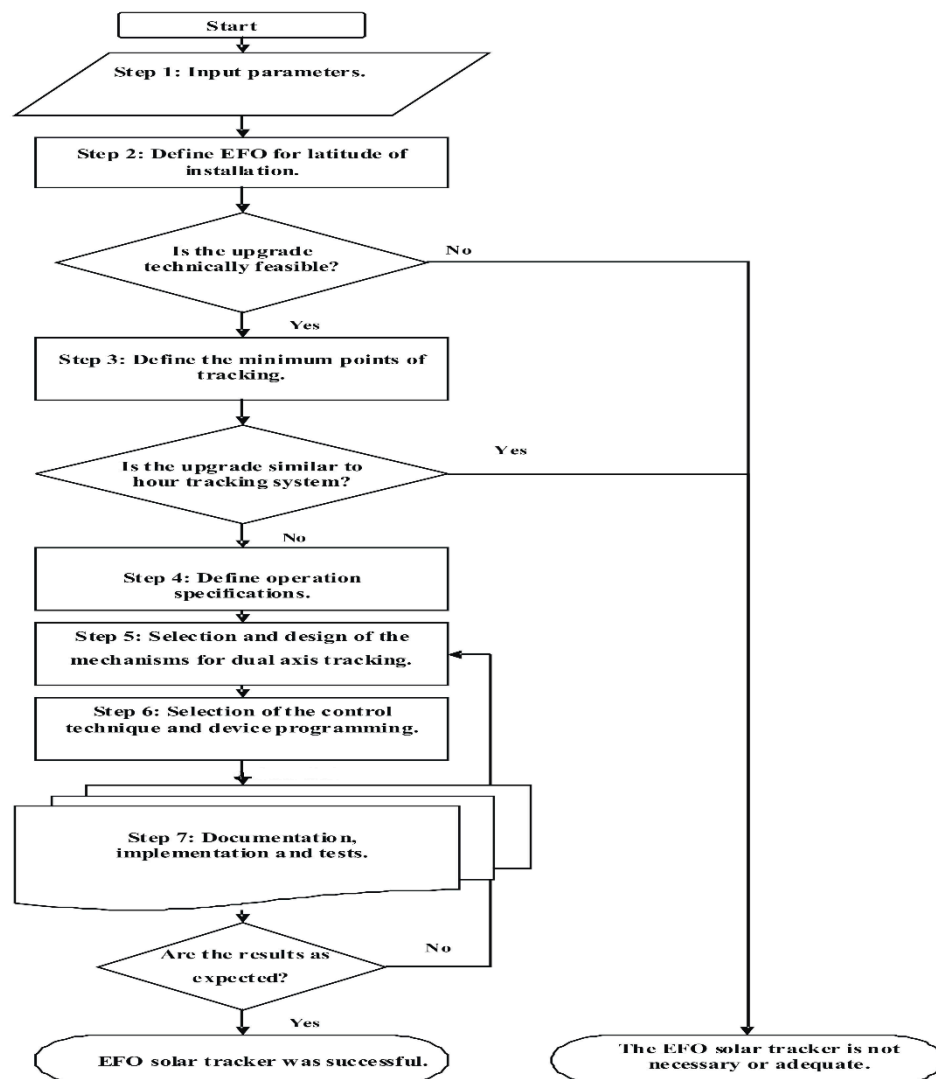 Start
Step 1: Input parameters.
Step 2: Define EFO for latitude of
installation.
Is the upgrade
technically feasible?
No
Yes
Step 3: Define the minimum points of
tracking.
Is the upgrade similar to
hour tracking system?
Yes
No
Step 4: Define operation
specifications.
Step 5: Selection and design of the
mechanisms for dual axis tracking.
Step 6: Selection of the control
technique and device programming.
Step 7: Documentation,
implementation and tests.
Are the results as
expected?
No
Yes
EFO solar tracker was successful.
The EFO solar tracker is not
necessary or adequate.